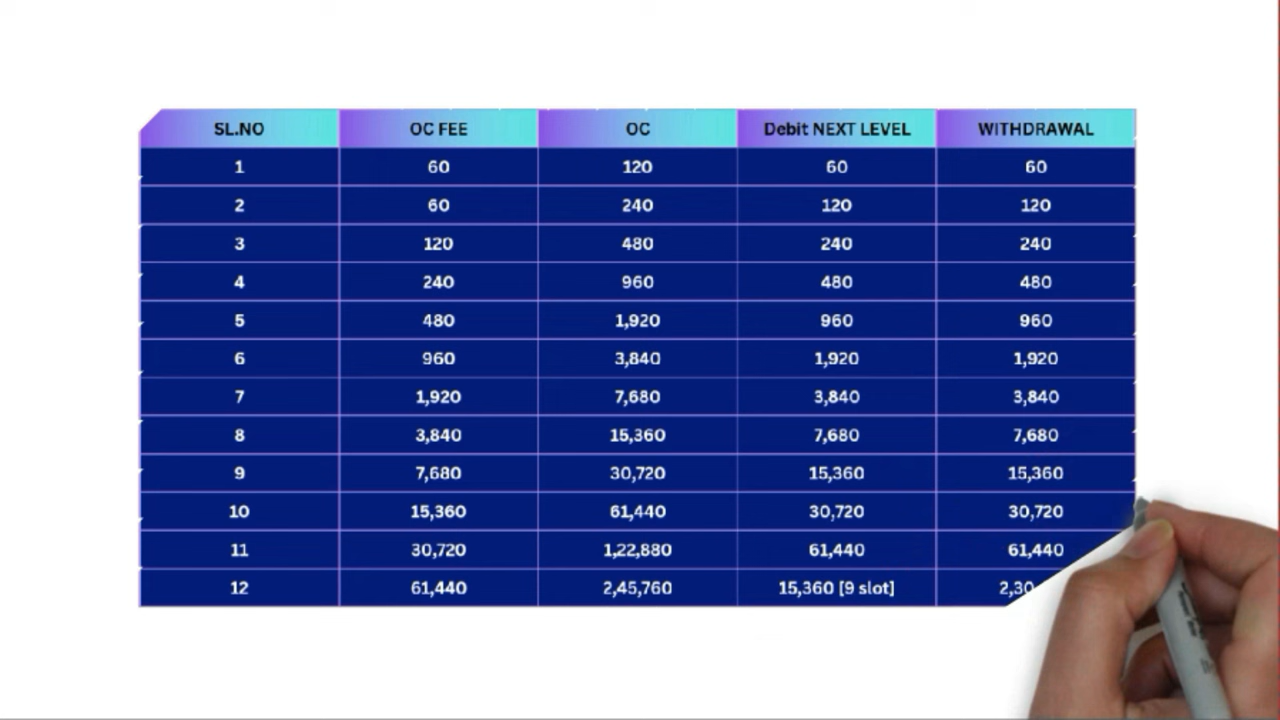 SL.NO OC FEE OC Debit NEXT LEVEL WITHDRAWAL
1 60 120 60 60
2 60 240 120 120
3 120 480 240 240
4 240 960 480 480
5 480 1,920 960 960
6 960 3,840 1,920 1,920
7 1,920 7,680 3,840 3,840
8 3,840 15,360 7,680 7,680
9 7,680 30,720 15,360 15,360
10 15,360 61,440 30,720 30,720
11 30,720 1,22,880 61,440 61,440
12 61,440 2,45,760 15,360 [9 slot] 2,30